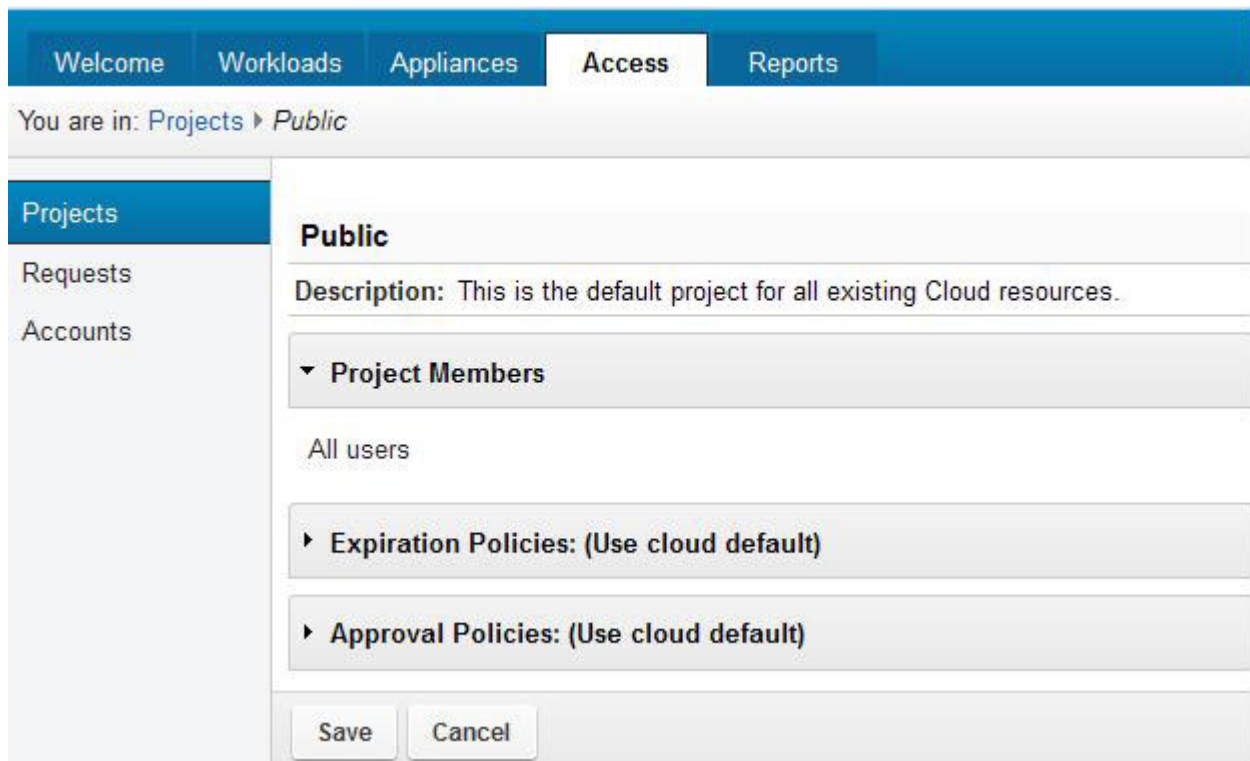 Welcome Workloads Appliances Access Reports
You are in: Projects Public
Projects
Requests
Accounts
Public
Description: This is the default project for all existing Cloud resources.
Project Members
All users
Expiration Policies: (Use cloud default)
Approval Policies: (Use cloud default)
Save Cancel